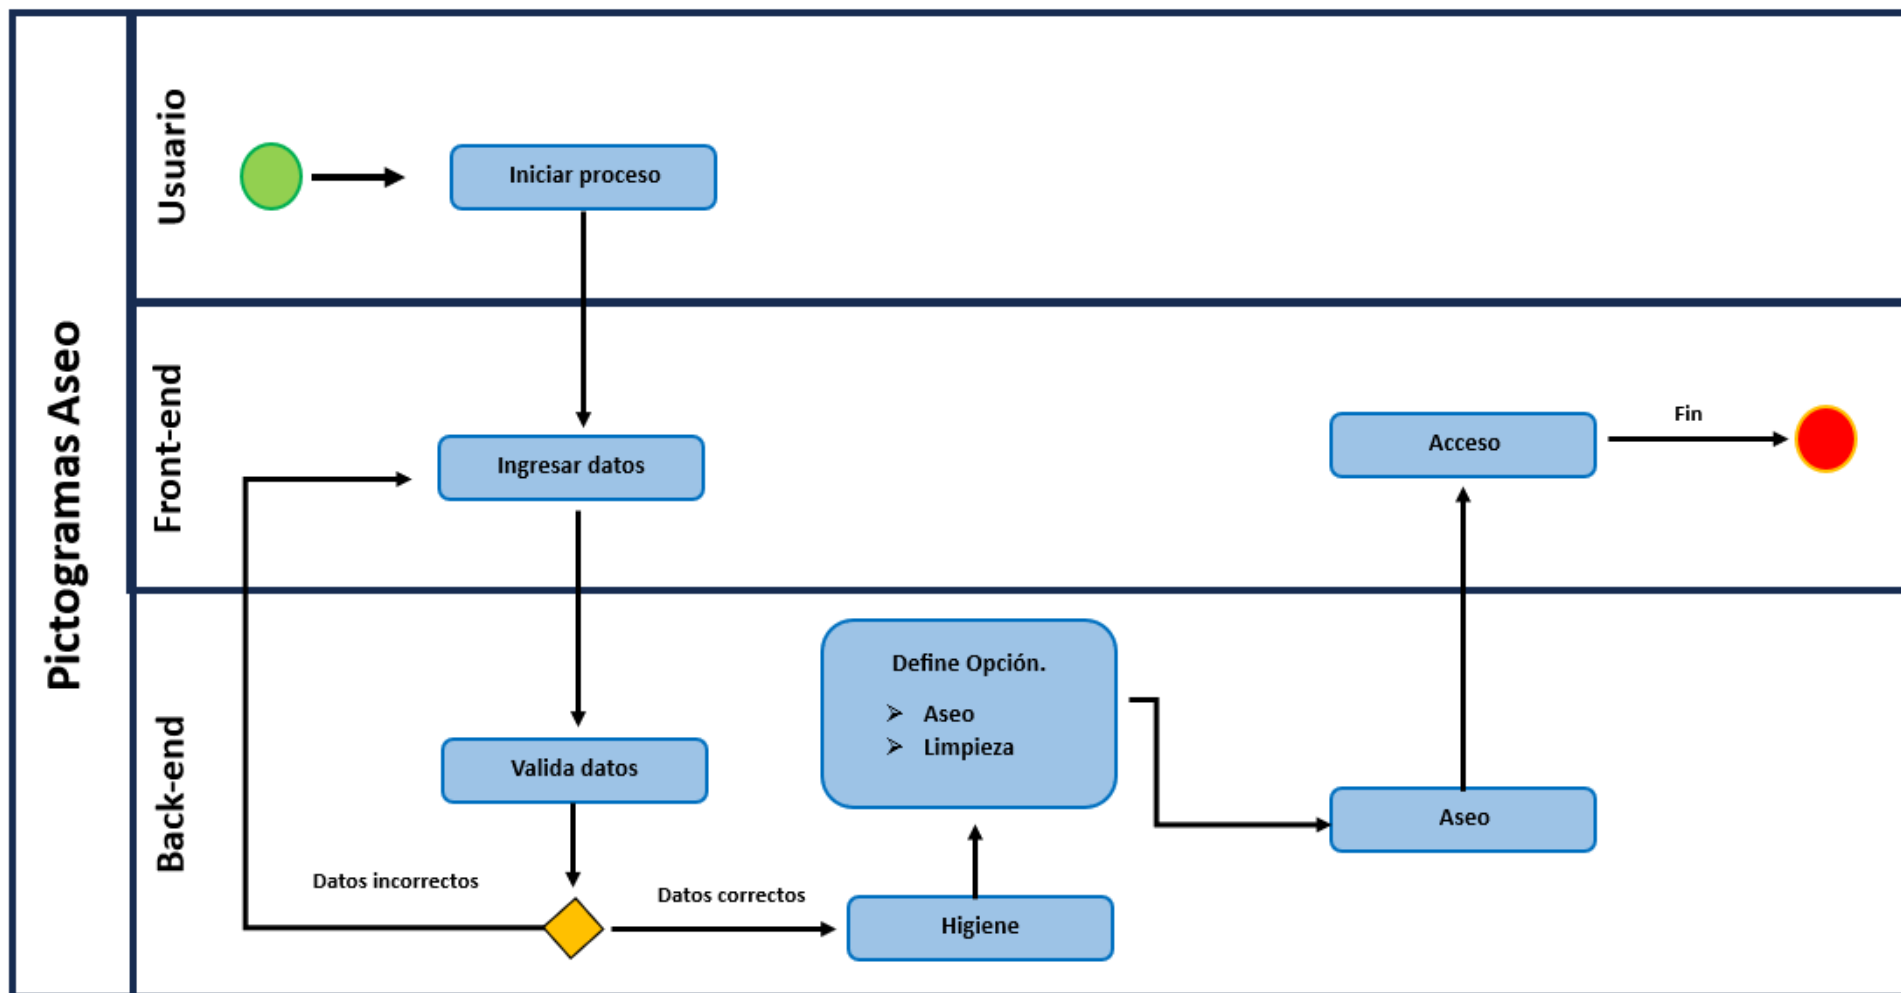 Pictogramas Aseo
Usuario
Iniciar proceso
Front-end
Ingresar datos
Acceso
Fin
Back-end
Valida datos
Define Opción.
➢ Aseo
➢ Limpieza
Aseo
Datos incorrectos
Datos correctos
Higiene